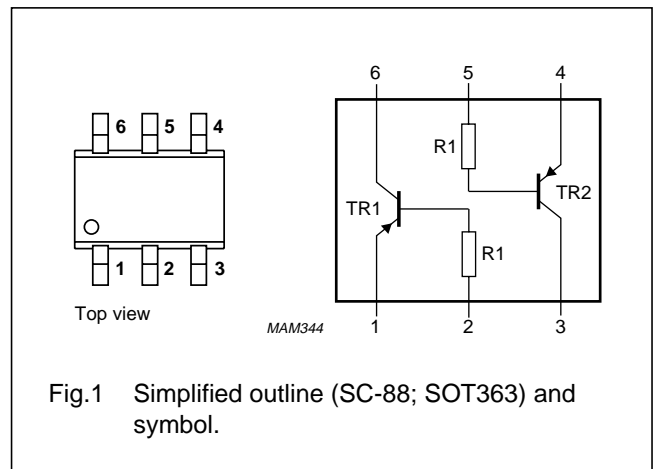 6 5 4
1 2 3
Top view
6 5 4
R1
TR1
TR2
R1
MAM344
1 2 3
Fig.1 Simplified outline (SC-88; SOT363) and
symbol.